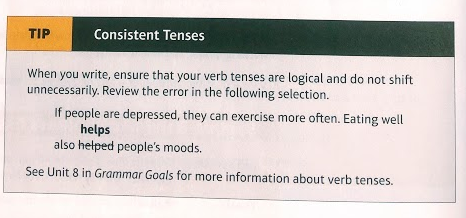 TIP Consistent Tenses
When you write, ensure that your verb tenses are logical and do not shift
unnecessarily. Review the error in the following selection.
If people are depressed, they can exercise more often. Eating well
helps
also helped people's moods.
See Unit 8 in Grammar Goals for more information about verb tenses.